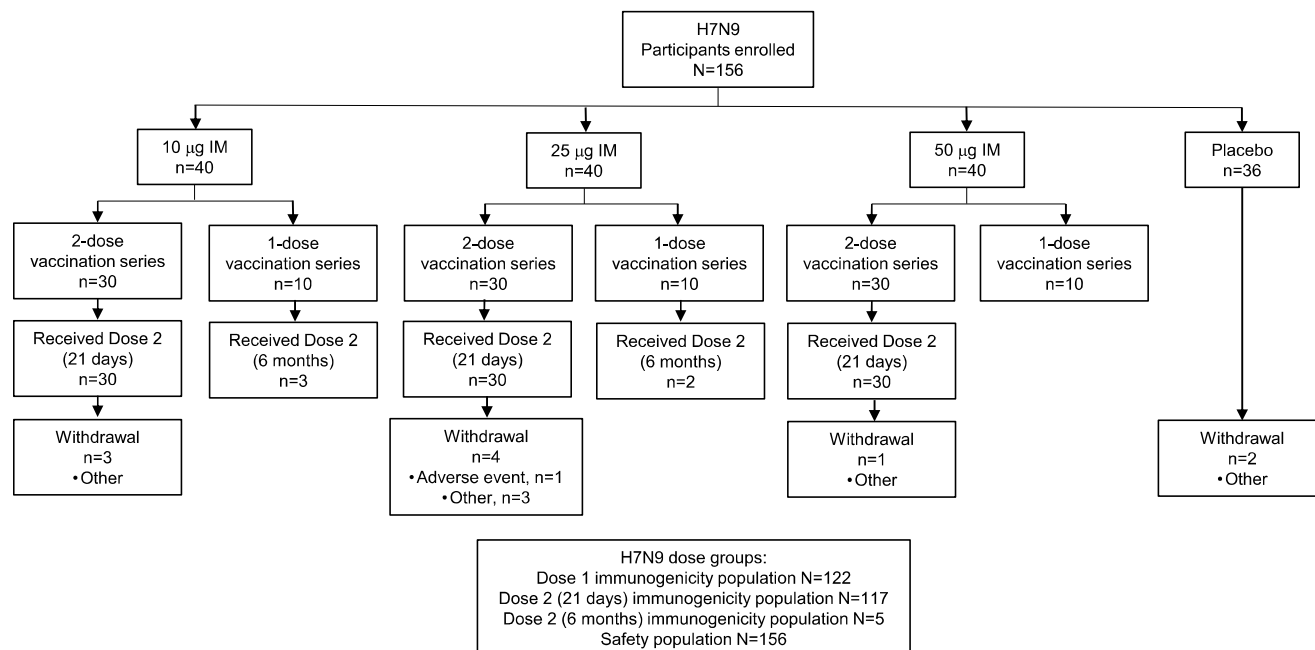 H7N9
Participants enrolled
N=156
10 μg IM
n=40
25 μg IM
n=40
50 μg IM
n=40
Placebo
n=36
2-dose
vaccination series
n=30
1-dose
vaccination series
n=10
2-dose
vaccination series
n=30
1-dose
vaccination series
n=10
2-dose
vaccination series
n=30
1-dose
vaccination series
n=10
Received Dose 2
(21 days)
n=30
Received Dose 2
(6 months)
n=3
Received Dose 2
(21 days)
n=30
Received Dose 2
(6 months)
n=2
Received Dose 2
(21 days)
n=30
Withdrawal
n=3
•Other
Withdrawal
n=4
•Adverse event, n=1
•Other, n=3
Withdrawal
n=1
•Other
Withdrawal
n=2
•Other
H7N9 dose groups:
Dose 1 immunogenicity population N=122
Dose 2 (21 days) immunogenicity population N=117
Dose 2 (6 months) immunogenicity population N=5
Safety population N=156